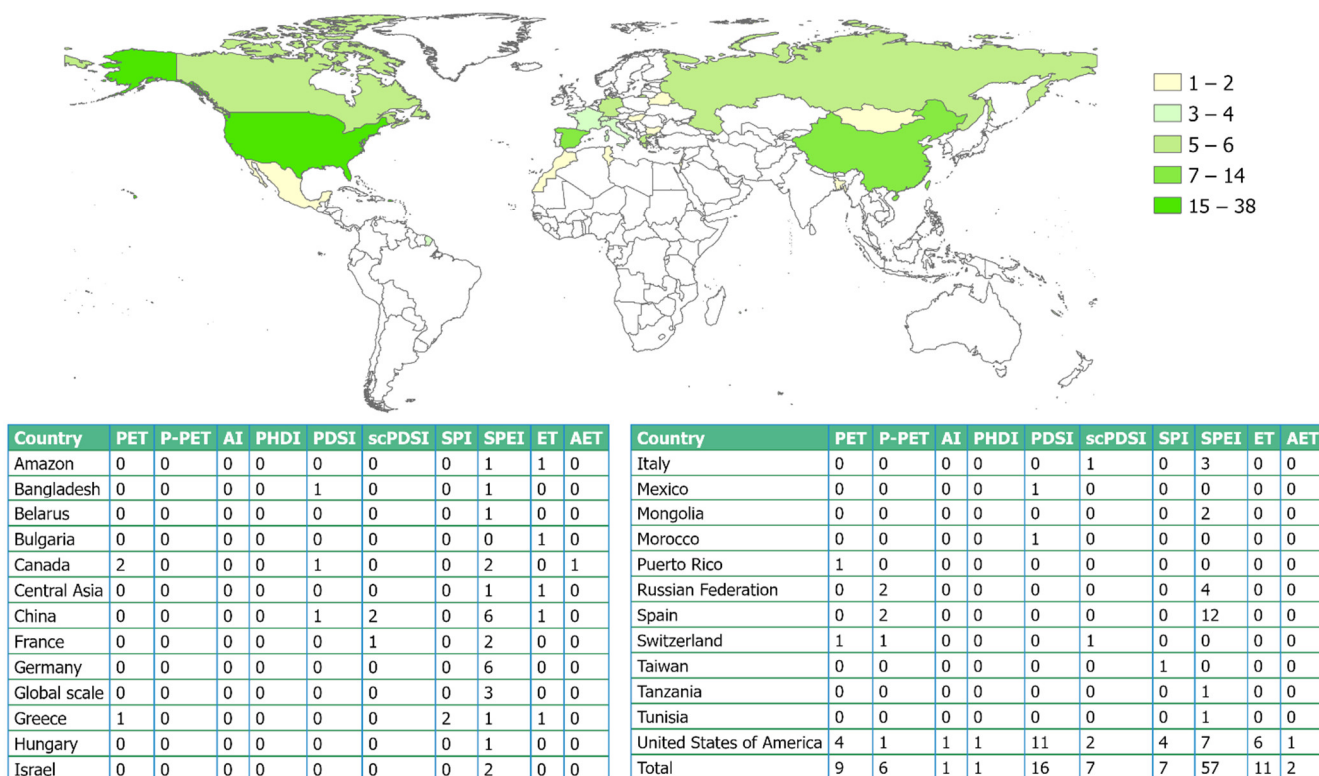 1 – 2
3 – 4
5 – 6
7 – 14
15 – 38
Country PET P-PET AI PHDI PDSI scPDSI SPI SPEI ET AET
Amazon 0 0 0 0 0 0 0 1 1 0
Bangladesh 0 0 0 0 1 0 0 1 0 0
Belarus 0 0 0 0 0 0 0 1 0 0
Bulgaria 0 0 0 0 0 0 0 0 1 0
Canada 2 0 0 0 1 0 0 2 0 1
Central Asia 0 0 0 0 0 0 0 1 1 0
China 0 0 0 0 1 2 0 6 1 0
France 0 0 0 0 0 1 0 2 0 0
Germany 0 0 0 0 0 0 0 6 0 0
Global scale 0 0 0 0 0 0 0 3 0 0
Greece 1 0 0 0 0 0 2 1 1 0
Hungary 0 0 0 0 0 0 0 1 0 0
Israel 0 0 0 0 0 0 0 2 0 0
Country PET P-PET AI PHDI PDSI scPDSI SPI SPEI ET AET
Italy 0 0 0 0 0 1 0 3 0 0
Mexico 0 0 0 0 1 0 0 0 0 0
Mongolia 0 0 0 0 0 0 0 2 0 0
Morocco 0 0 0 0 1 0 0 0 0 0
Puerto Rico 1 0 0 0 0 0 0 0 0 0
Russian Federation 0 2 0 0 0 0 0 4 0 0
Spain 0 2 0 0 0 0 0 12 0 0
Switzerland 1 1 0 0 0 1 0 0 0 0
Taiwan 0 0 0 0 0 0 1 0 0 0
Tanzania 0 0 0 0 0 0 0 1 0 0
Tunisia 0 0 0 0 0 0 0 1 0 0
United States of America 4 1 1 1 11 2 4 7 6 1
Total 9 6 1 1 16 7 7 57 11 2